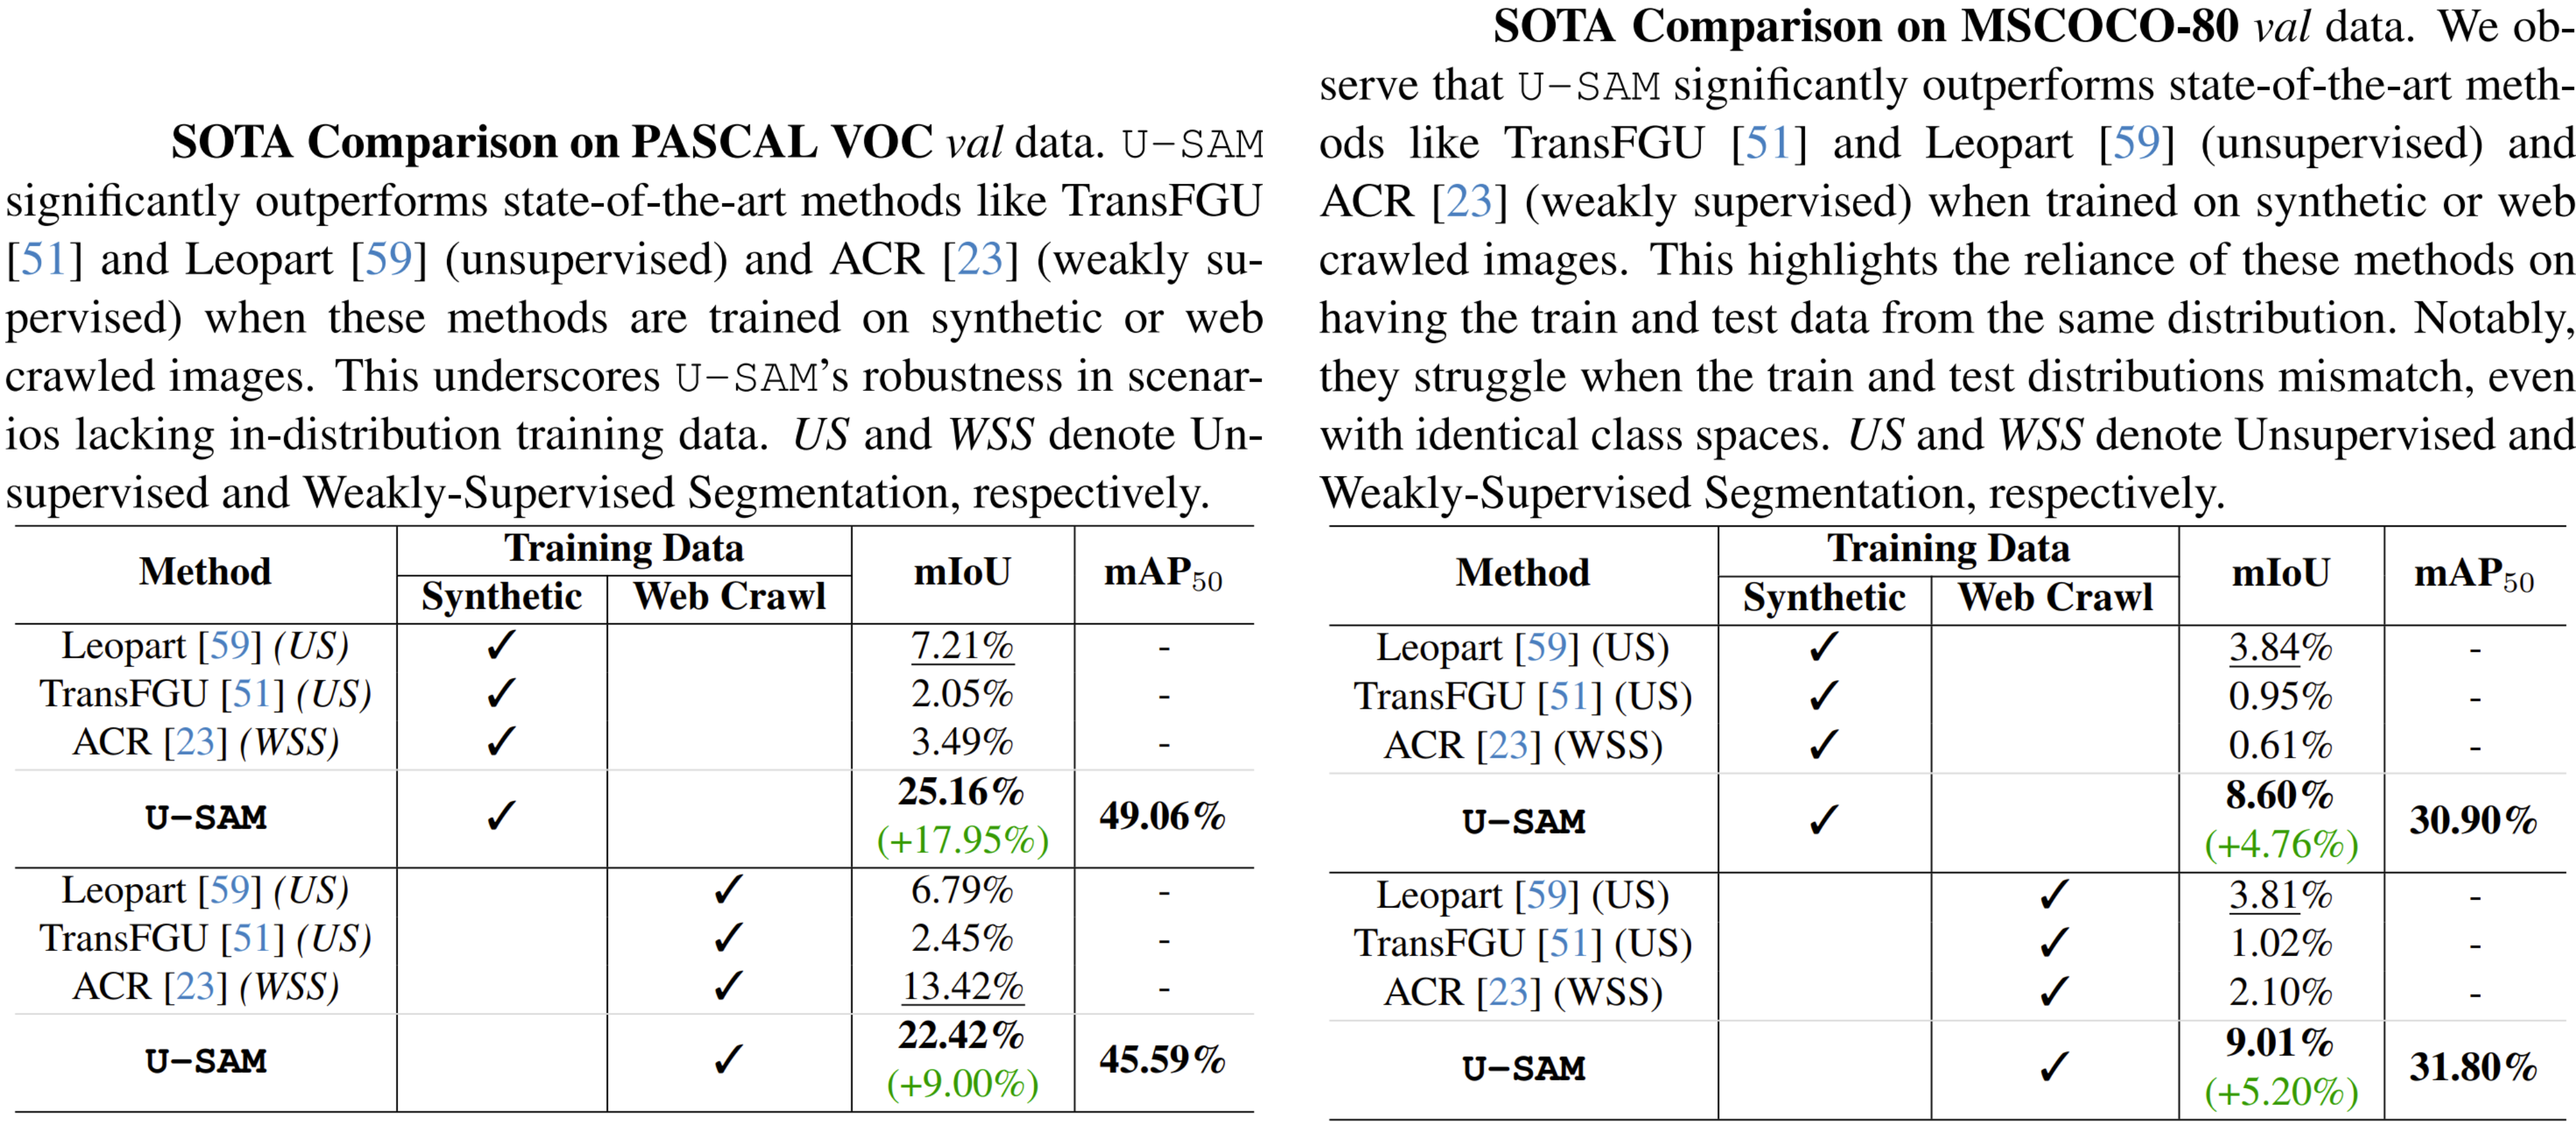 SOTA Comparison on PASCAL VOC val data. U-SAM
significantly outperforms state-of-the-art methods like TransFGU
[51] and Leopart [59] (unsupervised) and ACR [23] (weakly su-
pervised) when these methods are trained on synthetic or web
crawled images. This underscores U-SAM's robustness in scenar-
ios lacking in-distribution training data. US and WSS denote Un-
supervised and Weakly-Supervised Segmentation, respectively.
Method Training Data mIoU mAP50
Synthetic Web Crawl
Leopart [59] (US) ✓ 7.21% -
TransFGU [51] (US) ✓ 2.05% -
ACR [23] (WSS) ✓ 3.49% -
U-SAM ✓ 25.16% 49.06%
(+17.95%)
Leopart [59] (US) ✓ 6.79% -
TransFGU [51] (US) ✓ 2.45% -
ACR [23] (WSS) ✓ 13.42% -
U-SAM ✓ 22.42% 45.59%
(+9.00%)
SOTA Comparison on MSCOCO-80 val data. We ob-
serve that U-SAM significantly outperforms state-of-the-art meth-
ods like TransFGU [51] and Leopart [59] (unsupervised) and
ACR [23] (weakly supervised) when trained on synthetic or web
crawled images. This highlights the reliance of these methods on
having the train and test data from the same distribution. Notably,
they struggle when the train and test distributions mismatch, even
with identical class spaces. US and WSS denote Unsupervised and
Weakly-Supervised Segmentation, respectively.
Method Training Data mIoU mAP50
Synthetic Web Crawl
Leopart [59] (US) ✓ 3.84% -
TransFGU [51] (US) ✓ 0.95% -
ACR [23] (WSS) ✓ 0.61% -
U-SAM ✓ 8.60% 30.90%
(+4.76%)
Leopart [59] (US) ✓ 3.81% -
TransFGU [51] (US) ✓ 1.02% -
ACR [23] (WSS) ✓ 2.10% -
U-SAM ✓ 9.01% 31.80%
(+5.20%)